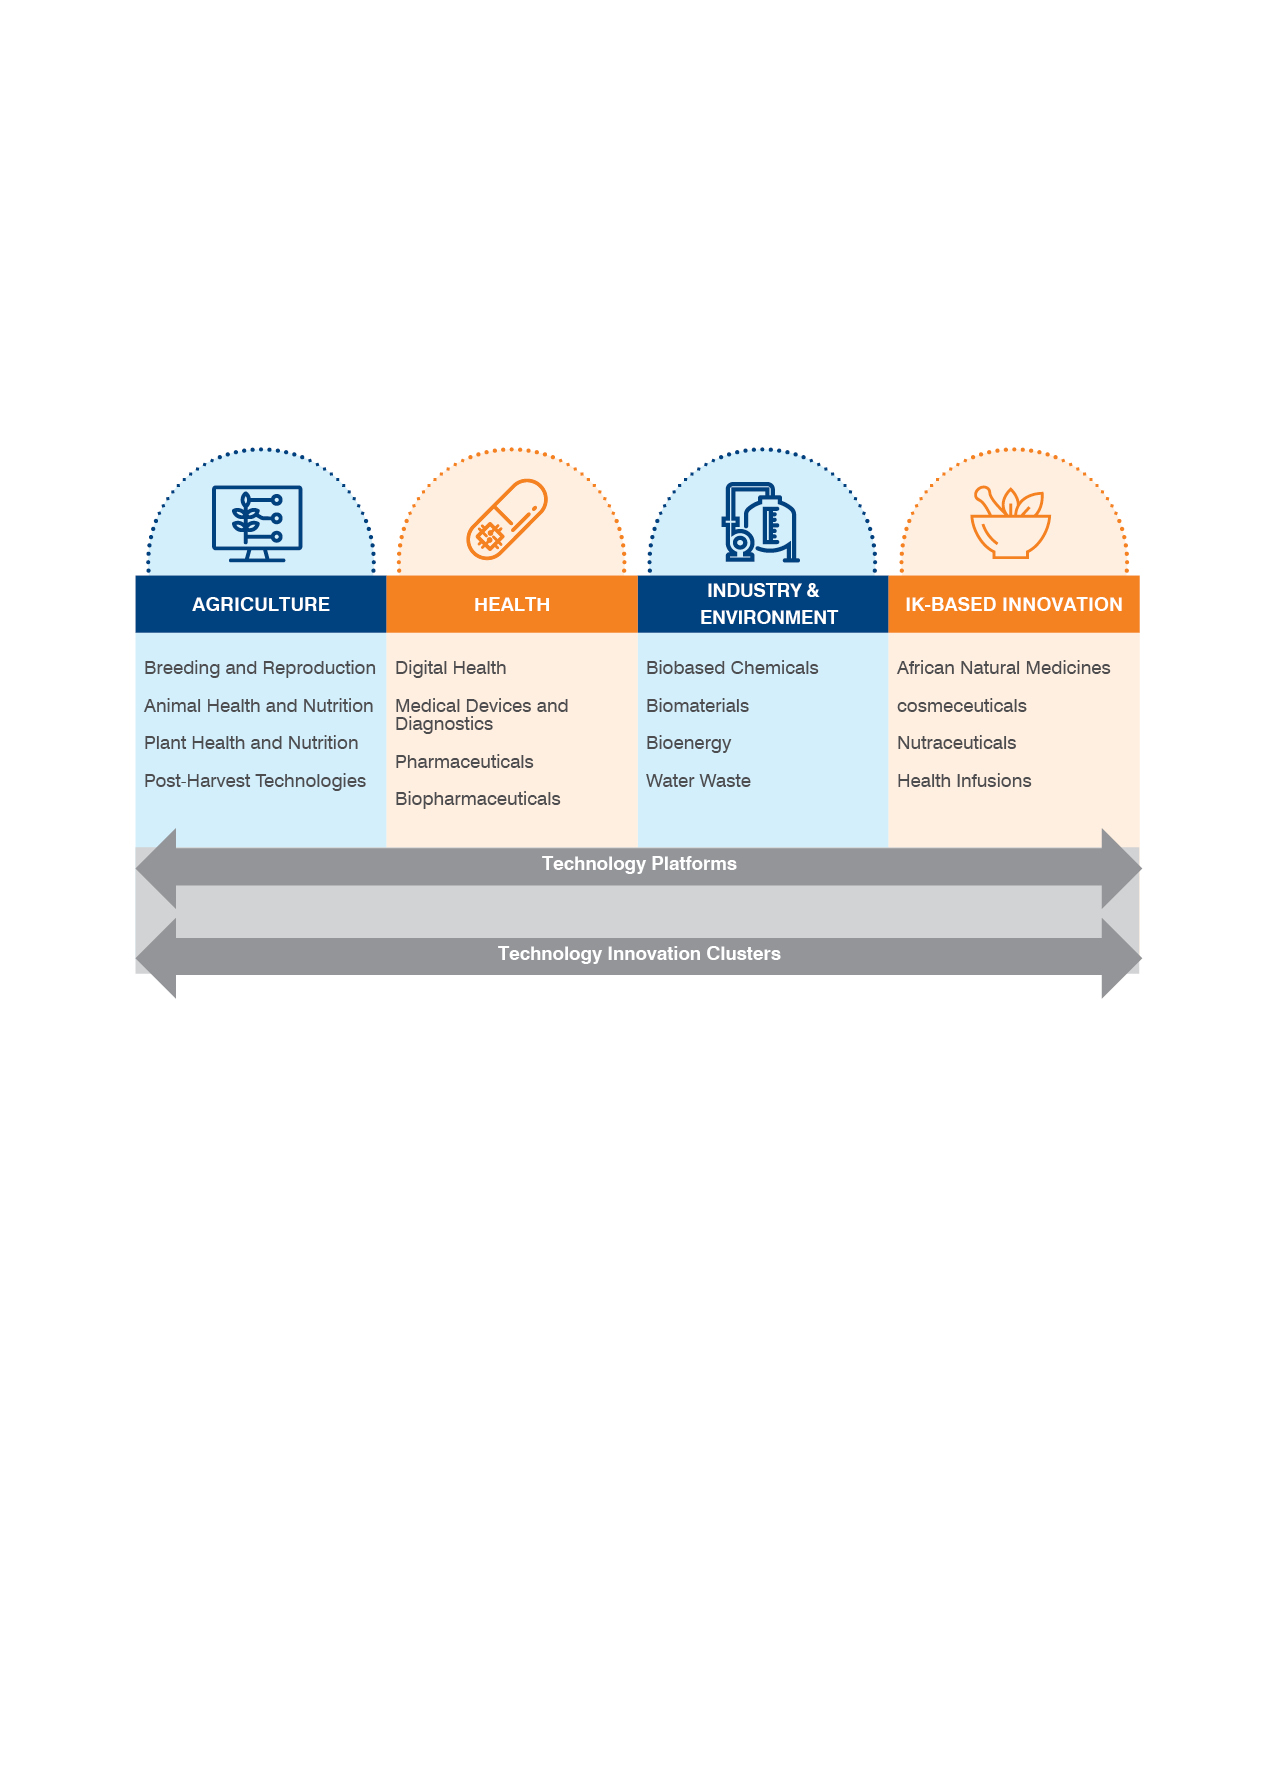 AGRICULTURE
Breeding and Reproduction
Animal Health and Nutrition
Plant Health and Nutrition
Post-Harvest Technologies
HEALTH
Digital Health
Medical Devices and
Diagnostics
Pharmaceuticals
Biopharmaceuticals
INDUSTRY &
ENVIRONMENT
Biobased Chemicals
Biomaterials
Bioenergy
Water Waste
IK-BASED INNOVATION
African Natural Medicines
cosmeceuticals
Nutraceuticals
Health Infusions
Technology Platforms
Technology Innovation Clusters